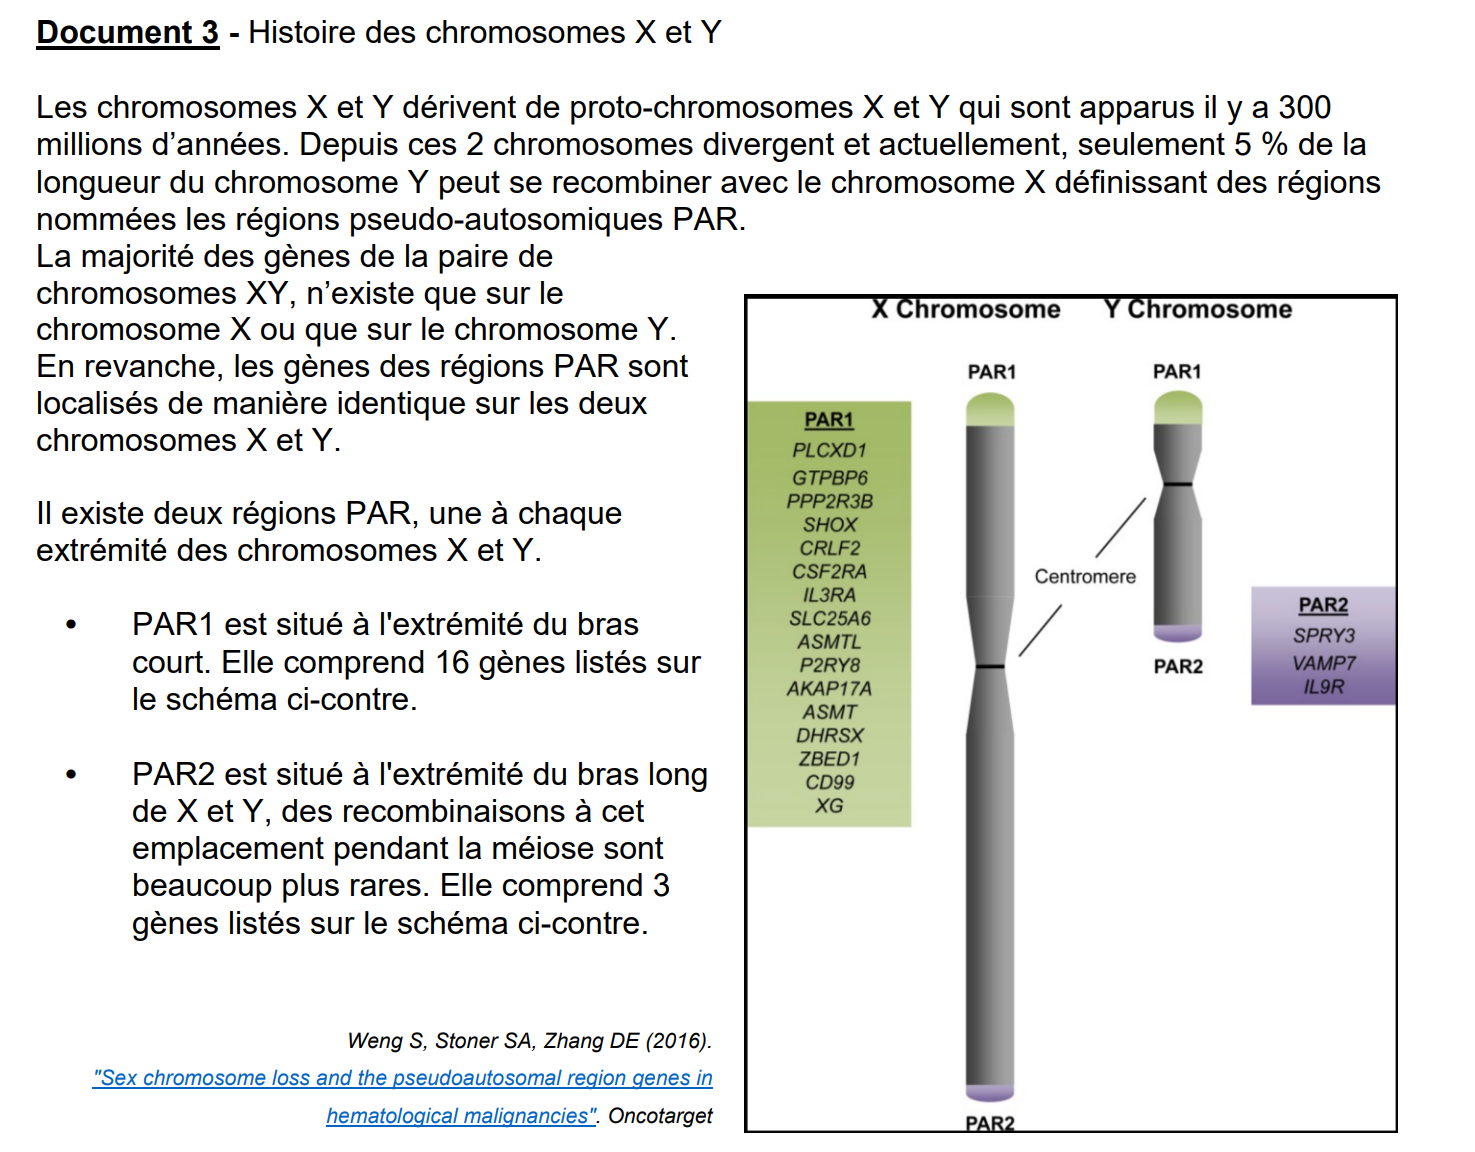 Document 3 - Histoire des chromosomes X et Y
Les chromosomes X et Y dérivent de proto-chromosomes X et Y qui sont apparus il y a 300
millions d’années. Depuis ces 2 chromosomes divergent et actuellement, seulement 5 % de la
longueur du chromosome Y peut se recombiner avec le chromosome X définissant des régions
nommées les régions pseudo-autosomiques PAR.
La majorité des gènes de la paire de
chromosomes XY, n’existe que sur le
chromosome X ou que sur le chromosome Y.
En revanche, les gènes des régions PAR sont
localisés de manière identique sur les deux
chromosomes X et Y.
Il existe deux régions PAR, une à chaque
extrémité des chromosomes X et Y.
• PAR1 est situé à l'extrémité du bras
court. Elle comprend 16 gènes listés sur
le schéma ci-contre.
• PAR2 est situé à l'extrémité du bras long
de X et Y, des recombinaisons à cet
emplacement pendant la méiose sont
beaucoup plus rares. Elle comprend 3
gènes listés sur le schéma ci-contre.
Weng S, Stoner SA, Zhang DE (2016).
"Sex chromosome loss and the pseudoautosomal region genes in
hematological malignancies". Oncotarget
X Chromosome
Y Chromosome
PAR1
PAR1
PAR1
PLCXD1
GTPBP6
PPP2R3B
SHOX
CRLF2
CSF2RA
IL3RA
SLC25A6
ASMTL
P2RY8
AKAP17A
ASMT
DHRSX
ZBED1
CD99
XG
Centromere
PAR2
SPRY3
VAMP7
IL9R
PAR2
PAR2